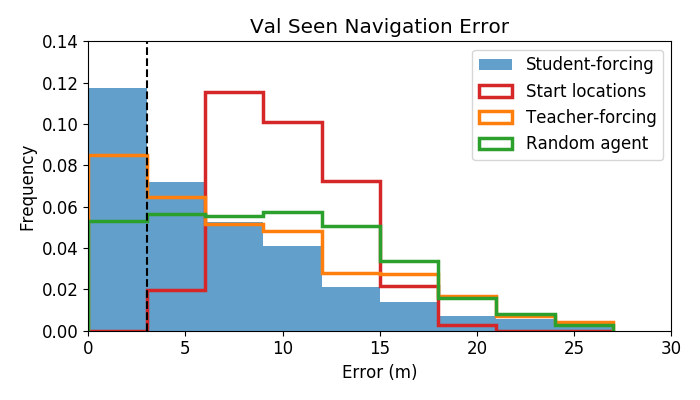 Val Seen Navigation Error
Frequency
0.14
0.12
0.10
0.08
0.06
0.04
0.02
0.00
Student-forcing
Start locations
Teacher-forcing
Random agent
0 5 10 15 20 25 30
Error (m)